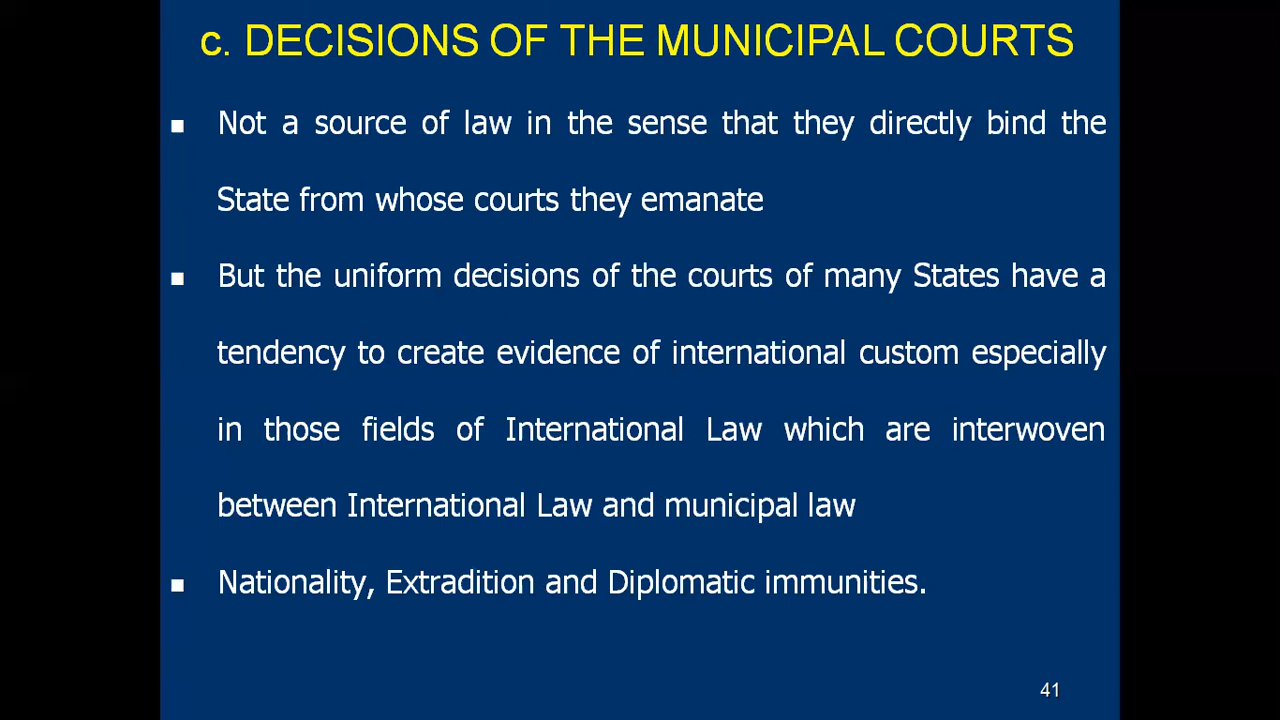 c. DECISIONS OF THE MUNICIPAL COURTS
Not a source of law in the sense that they directly bind the
State from whose courts they emanate
But the uniform decisions of the courts of many States have a
tendency to create evidence of international custom especially
in those fields of International Law which are interwoven
between International Law and municipal law
Nationality, Extradition and Diplomatic immunities.
41